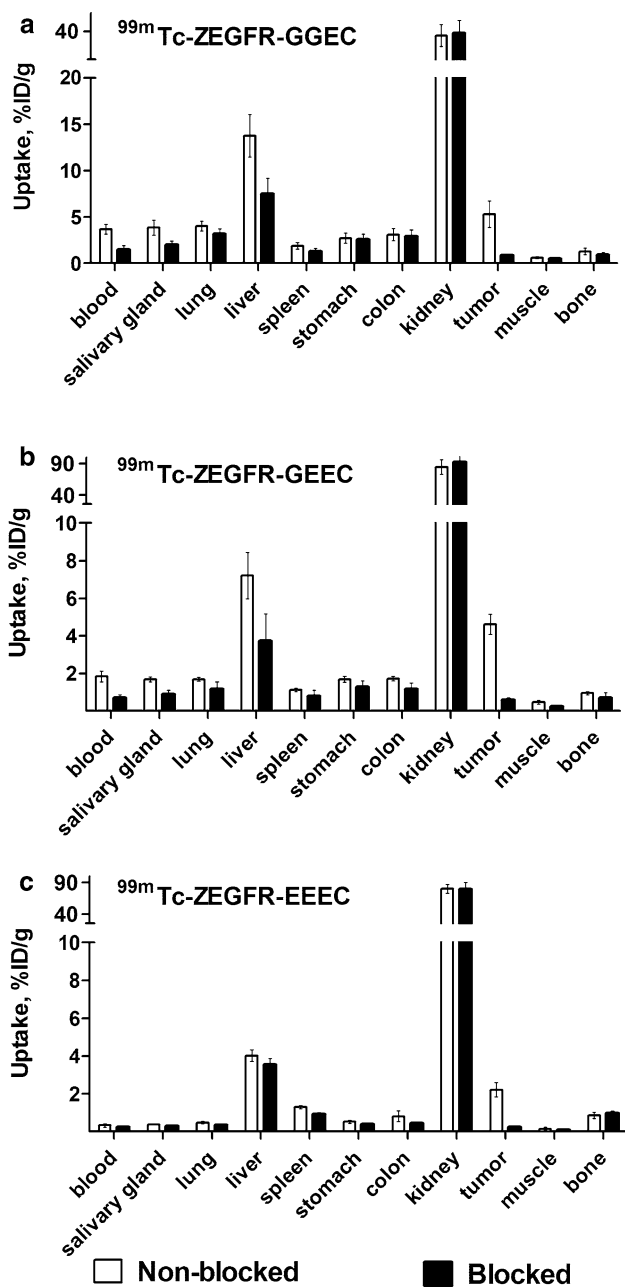 a
99mTc-ZEGFR-GGEC
Uptake, %ID/g
40
20
15
10
5
0
blood
salivary gland
lung
liver
spleen
stomach
colon
kidney
tumor
muscle
bone
b
99mTc-ZEGFR-GEEC
Uptake, %ID/g
90
40
10
8
6
4
2
blood
salivary gland
lung
liver
spleen
stomach
colon
kidney
tumor
muscle
bone
c
99mTc-ZEGFR-EEEC
Uptake, %ID/g
90
40
10
8
6
4
2
blood
salivary gland
lung
liver
spleen
stomach
colon
kidney
tumor
muscle
bone
Non-blocked
Blocked